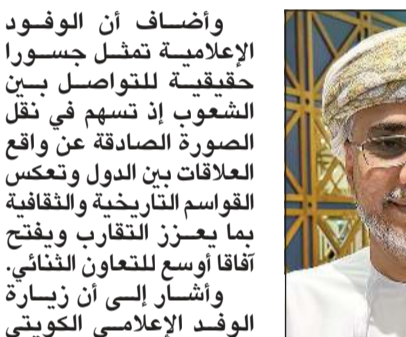 وأضاف أن الوفود
الإعلامية تمثل جسورا
حقيقية للتواصل بين
الشعوب إذ تسهم في نقل
الصورة الصادقة عن واقع
العلاقات بين الدول وتعكس
القواسم التاريخية والثقافية
بما يعزز التقارب ويفتح
آفاقا أوسع للتعاون الثنائي.
وأشار إلى أن زيارة
الوفد الإعلامي الكويتي